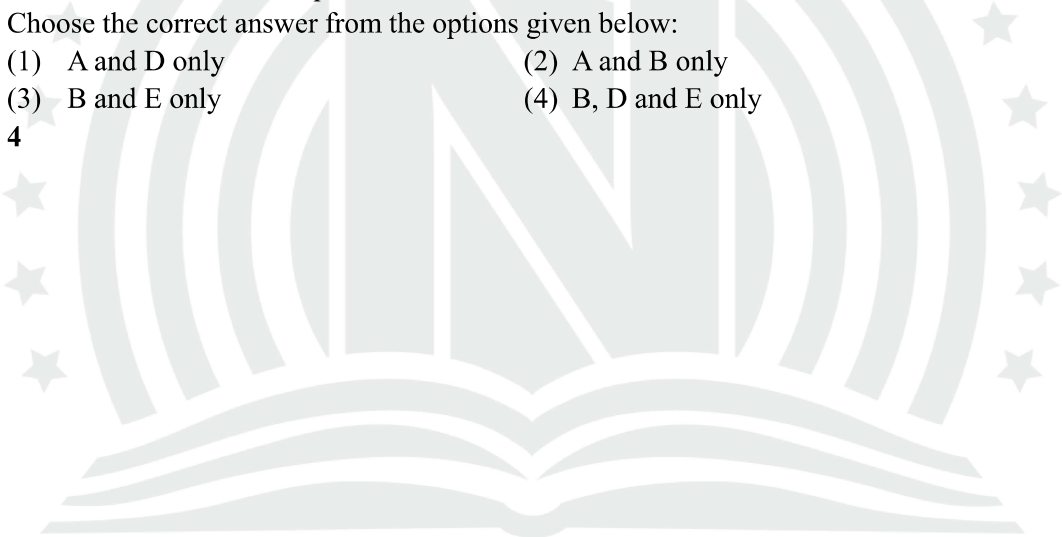 Choose the correct answer from the options given below:
(1) A and D only (2) A and B only
(3) B and E only (4) B, D and E only
4